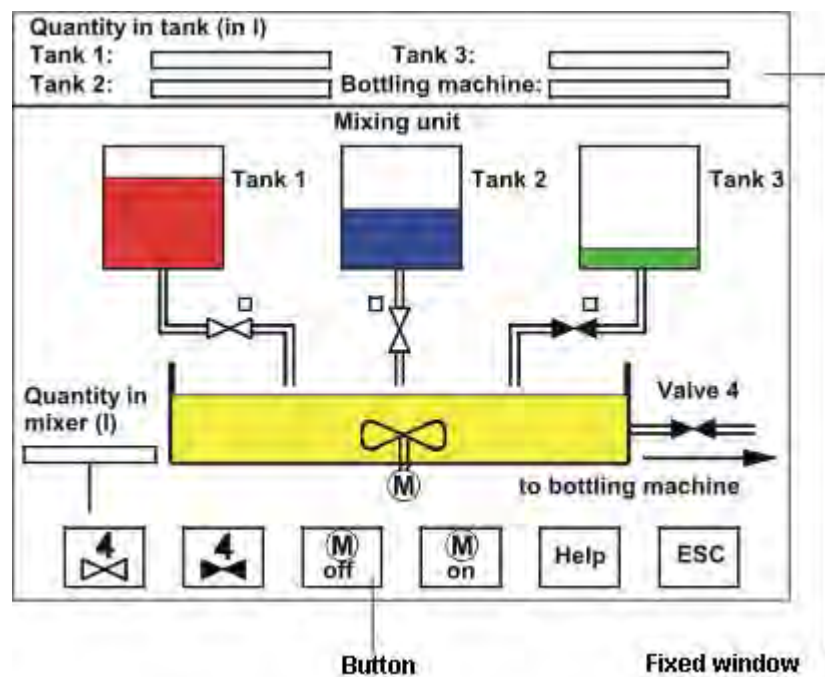 Quantity in tank (in l)
Tank 1:
Tank 3:
Tank 2:
Bottling machine:
Mixing unit
Tank 1
Tank 2
Tank 3
Quantity in
mixer (l)
Valve 4
M
to bottling machine
4
4
M
off
M
on
Help
ESC
Button
Fixed window